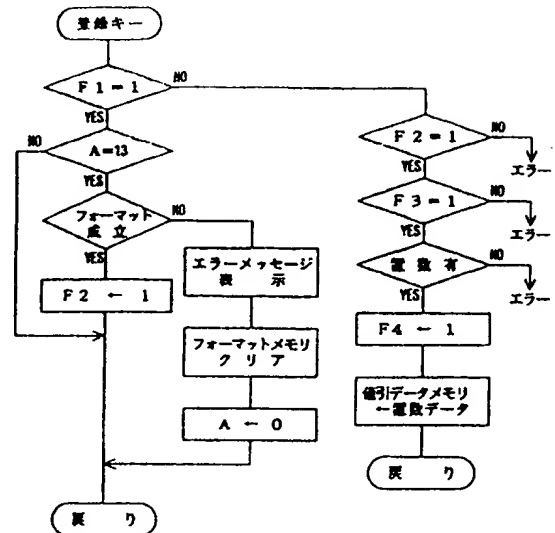 登録キー
F1=1
NO
YES
NO
A=13
YES
フォーマット
成立
NO
YES
F2 ← 1
エラーメッセージ
表示
フォーマットメモリ
クリア
A ← 0
戻り
F2=1
NO
エラー
YES
F3=1
NO
エラー
YES
置数有
NO
エラー
YES
F4 ← 1
値引データメモリ
←置数データ
戻り